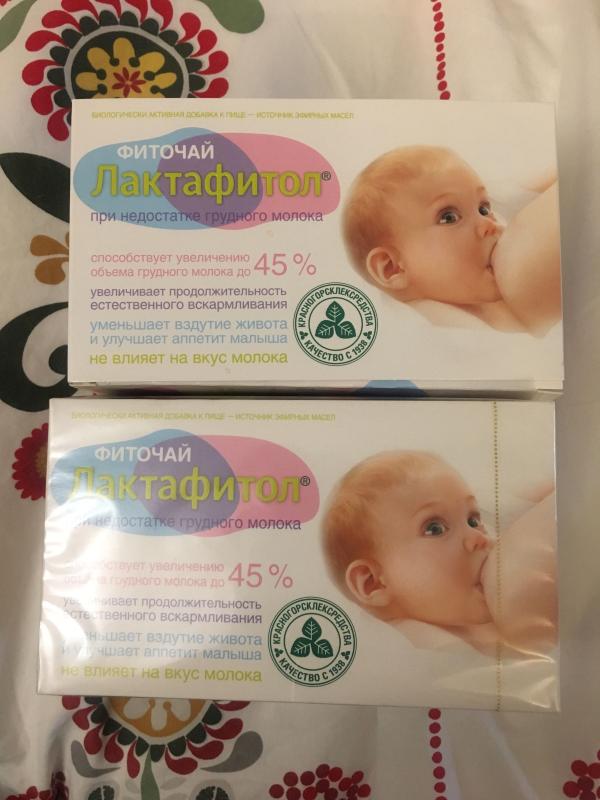 БИОЛОГИЧЕСКИ АКТИВНАЯ ДОБАВКА К ПИЩЕ — ИСТОЧНИК ЭФИРНЫХ МАСЕЛ
ФИТОЧАЙ
Лактафитол®
при недостатке грудного молока
способствует увеличению
объема грудного молока до 45 %
увеличивает продолжительность
естественного вскармливания
уменьшает вздутие живота
и улучшает аппетит малыша
не влияет на вкус молока
КРАСНОГОРСКЛЕКСРЕДСТВА
КАЧЕСТВО С 1938
БИОЛОГИЧЕСКИ АКТИВНАЯ ДОБАВКА К ПИЩЕ — ИСТОЧНИК ЭФИРНЫХ МАСЕЛ
ФИТОЧАЙ
Лактафитол®
при недостатке грудного молока
способствует увеличению
объема грудного молока до 45 %
увеличивает продолжительность
естественного вскармливания
уменьшает вздутие живота
и улучшает аппетит малыша
не влияет на вкус молока
КРАСНОГОРСКЛЕКСРЕДСТВА
КАЧЕСТВО С 1938